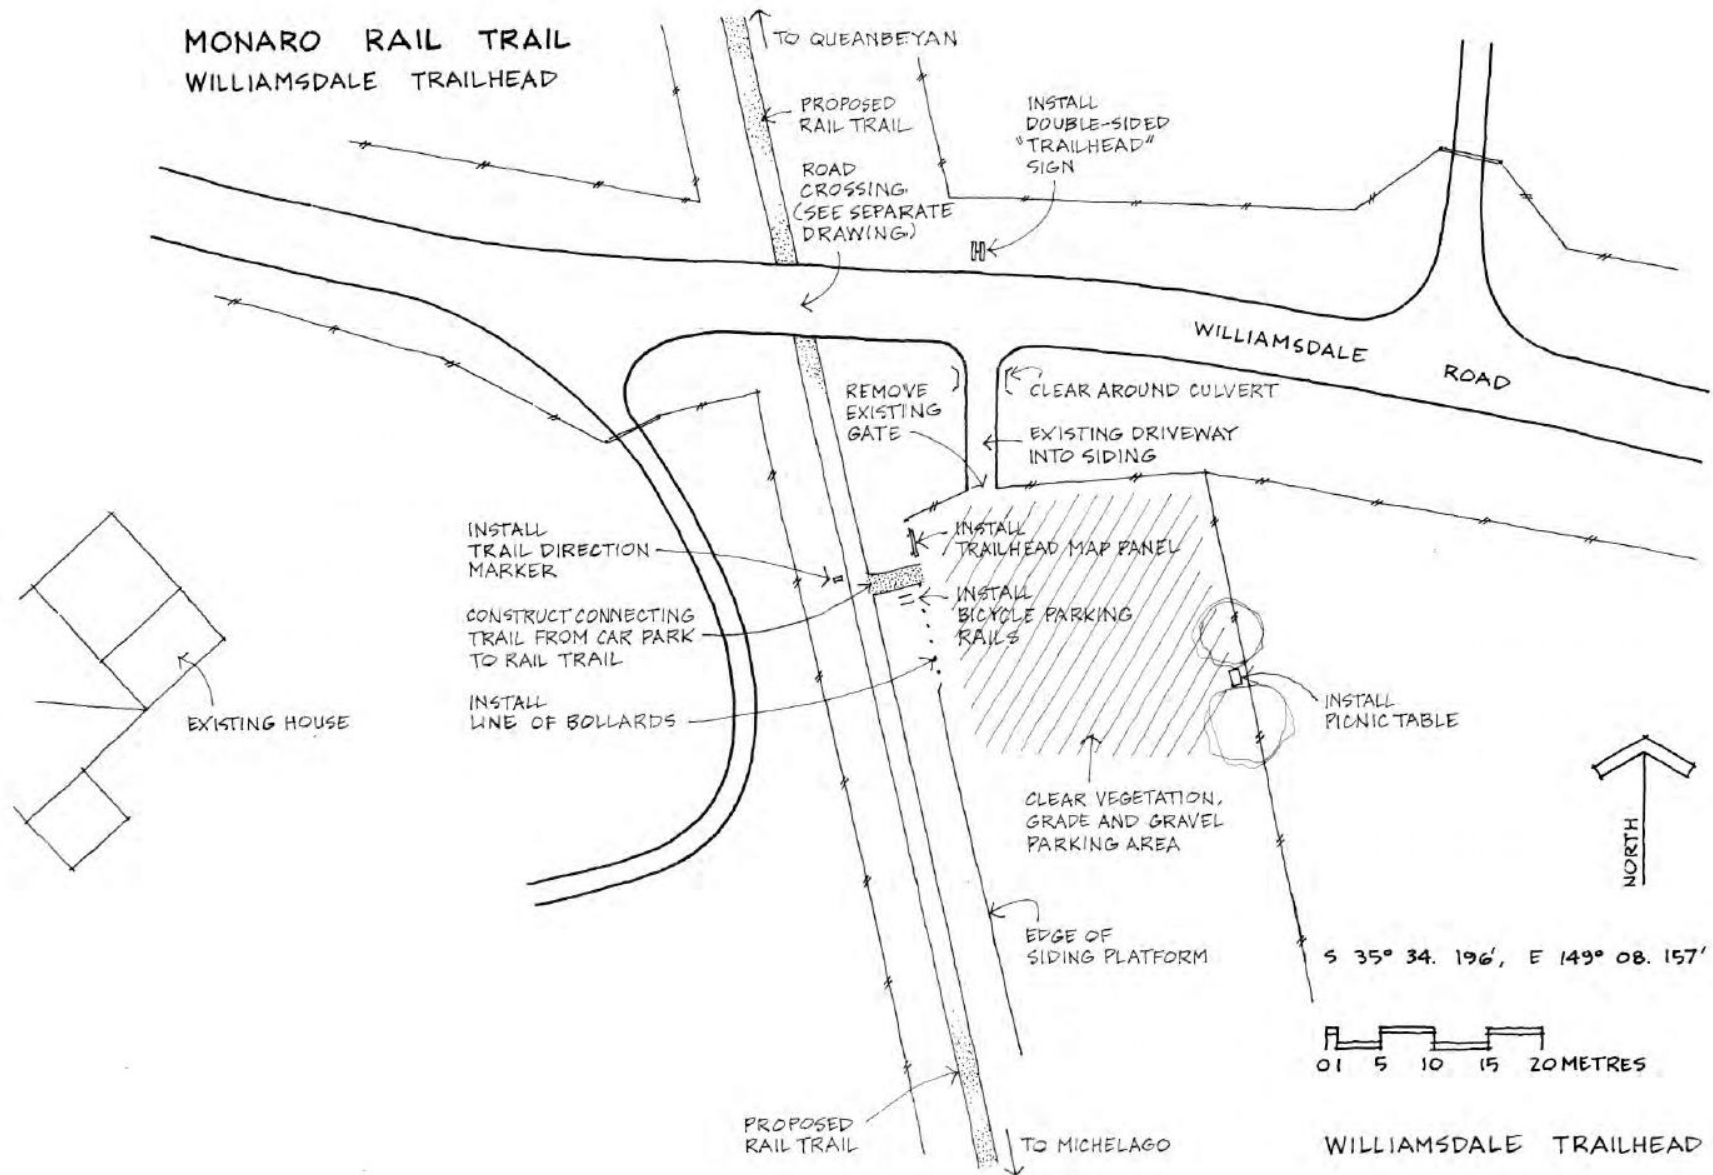 MONARO RAIL TRAIL
WILLIAMSDALE TRAILHEAD
TO QUEANBEYAN
PROPOSED
RAIL TRAIL
INSTALL
DOUBLE-SIDED
"TRAILHEAD"
SIGN
ROAD
CROSSING
(SEE SEPARATE
DRAWING)
WILLIAMSDALE
ROAD
REMOVE
EXISTING
GATE
CLEAR AROUND CULVERT
EXISTING DRIVEWAY
INTO SIDING
INSTALL
TRAIL DIRECTION
MARKER
INSTALL
TRAILHEAD MAP PANEL
CONSTRUCT CONNECTING
TRAIL FROM CAR PARK
TO RAIL TRAIL
INSTALL
BICYCLE PARKING
RAILS
INSTALL
LINE OF BOLLARDS
EXISTING HOUSE
INSTALL
PICNIC TABLE
CLEAR VEGETATION,
GRADE AND GRAVEL
PARKING AREA
NORTH
EDGE OF
SIDING PLATFORM
S 35° 34. 196', E 149° 08. 157'
0 1 5 10 15 20 METRES
PROPOSED
RAIL TRAIL
TO MICHELAGO
WILLIAMSDALE TRAILHEAD